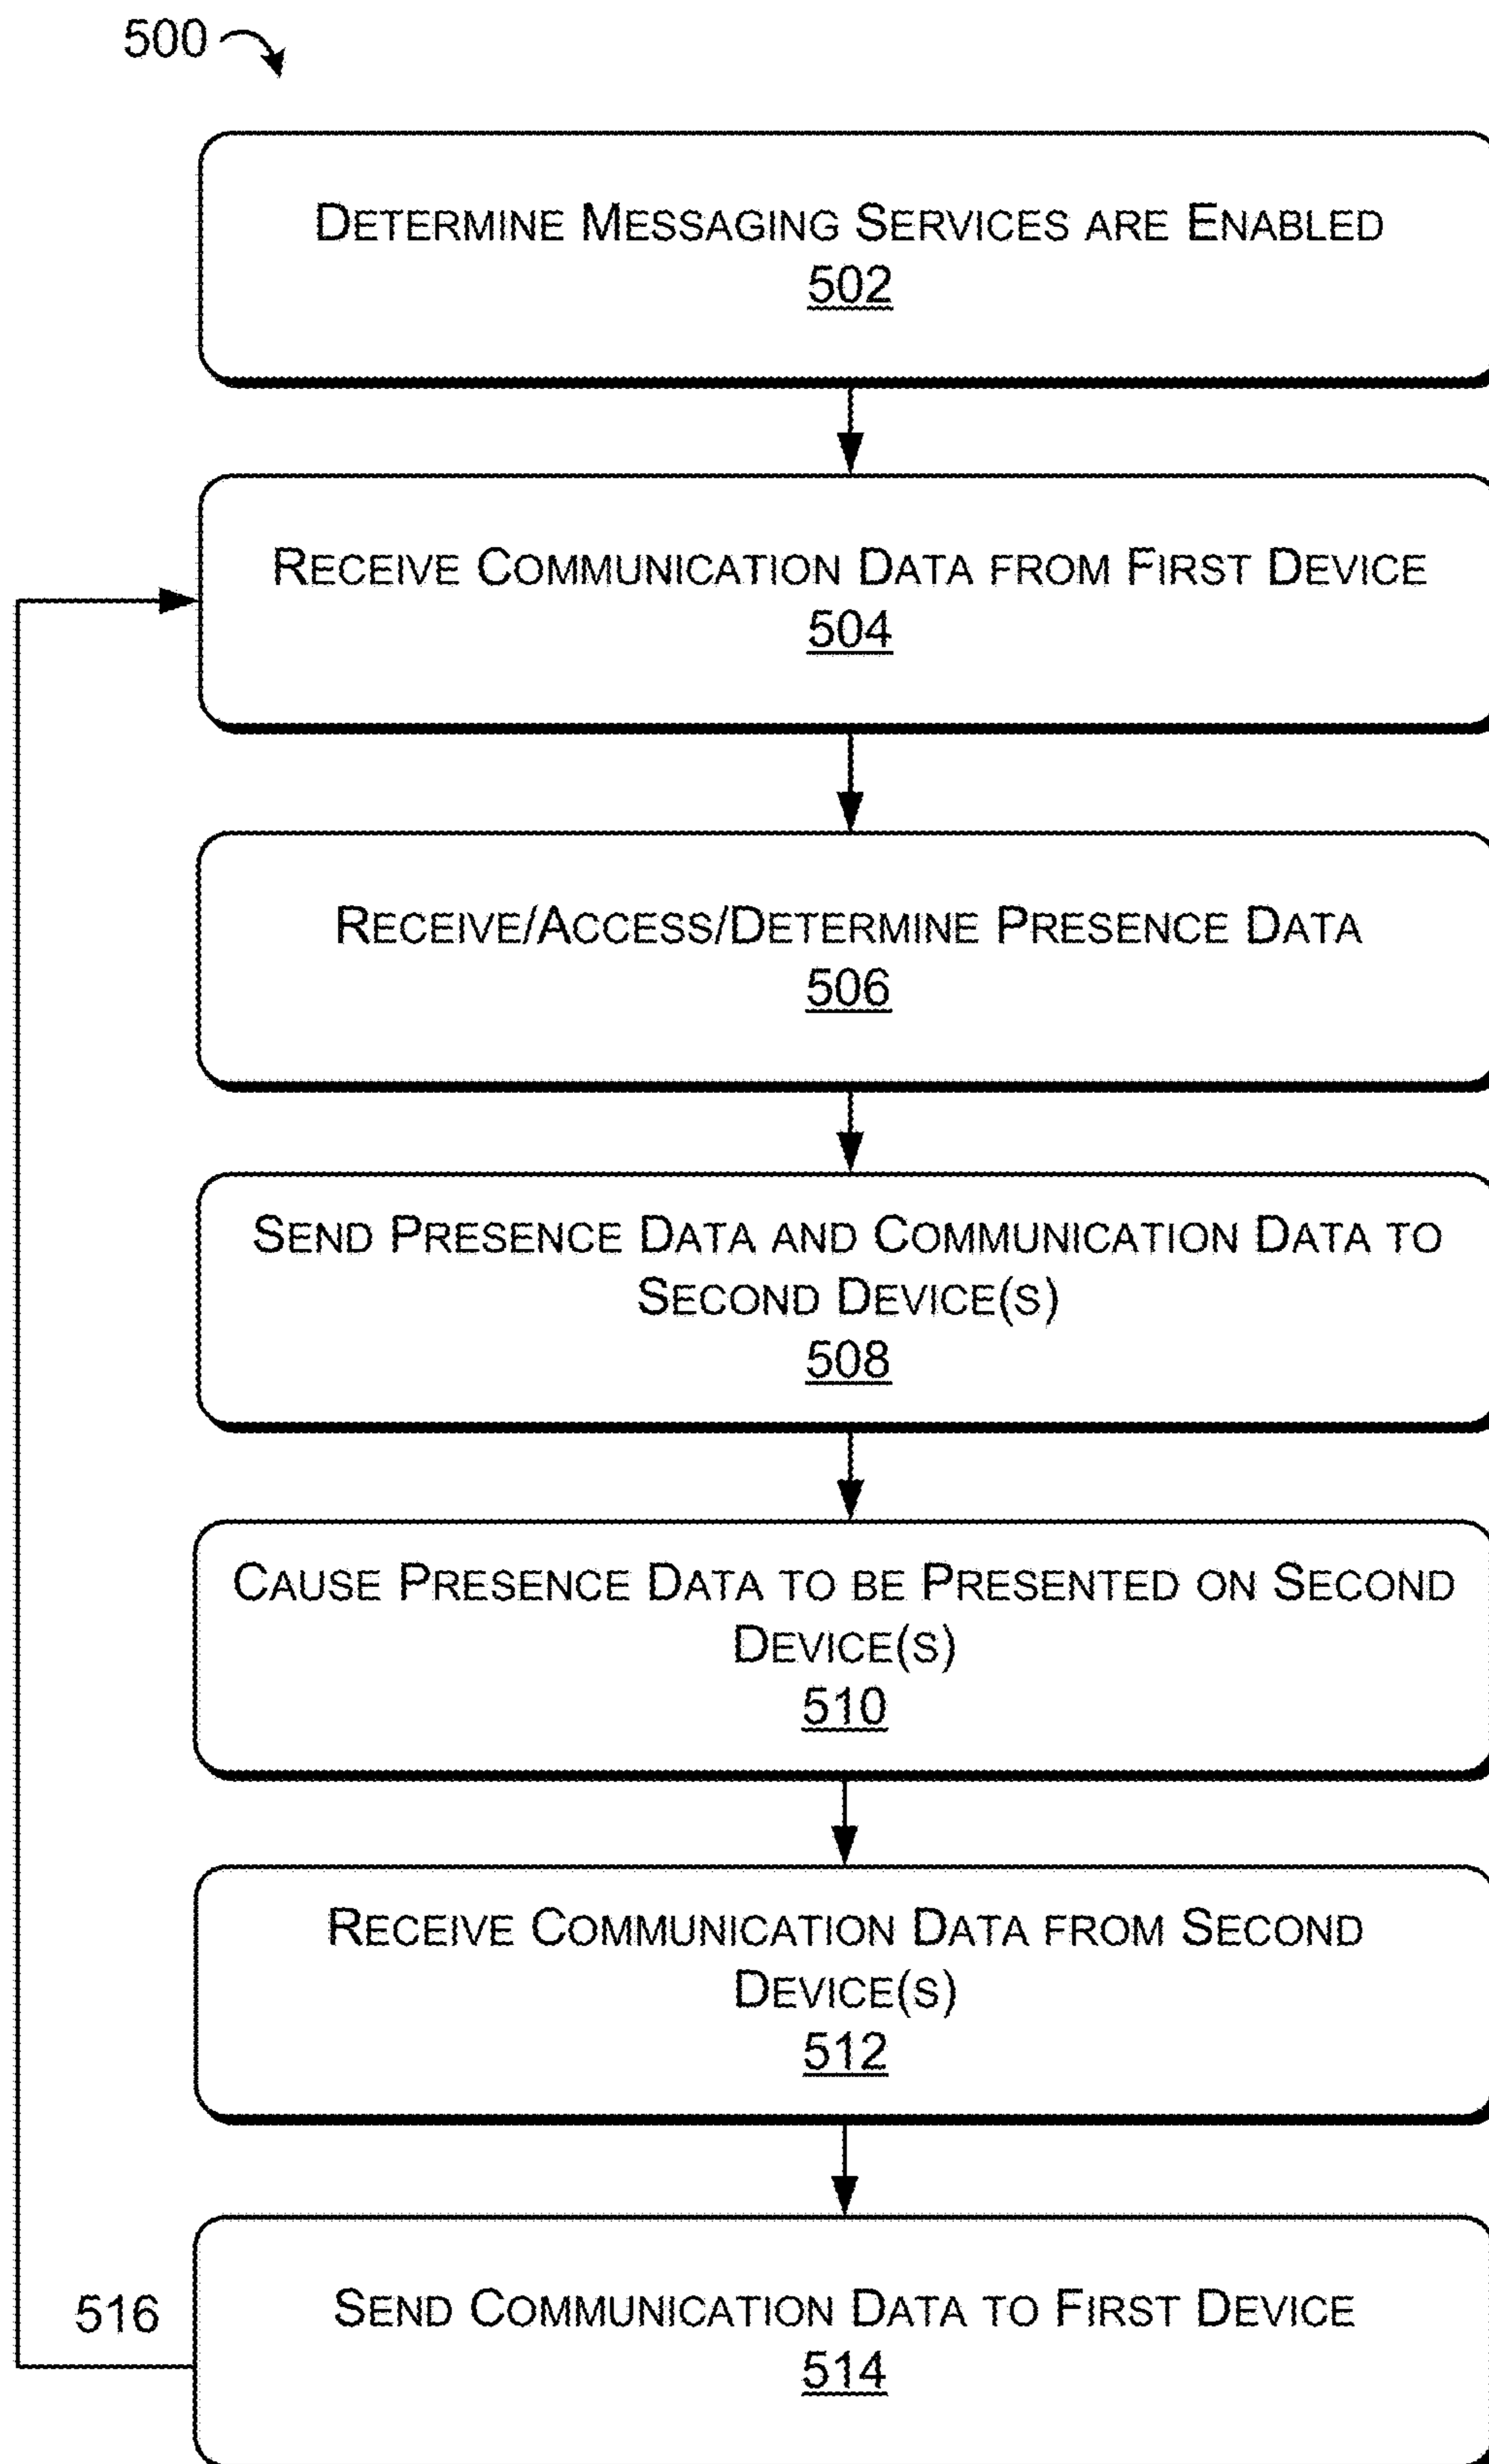 500
DETERMINE MESSAGING SERVICES ARE ENABLED
502
RECEIVE COMMUNICATION DATA FROM FIRST DEVICE
504
RECEIVE/ACCESS/DETERMINE PRESENCE DATA
506
SEND PRESENCE DATA AND COMMUNICATION DATA TO
SECOND DEVICE(S)
508
CAUSE PRESENCE DATA TO BE PRESENTED ON SECOND
DEVICE(S)
510
RECEIVE COMMUNICATION DATA FROM SECOND
DEVICE(S)
512
516
SEND COMMUNICATION DATA TO FIRST DEVICE
514